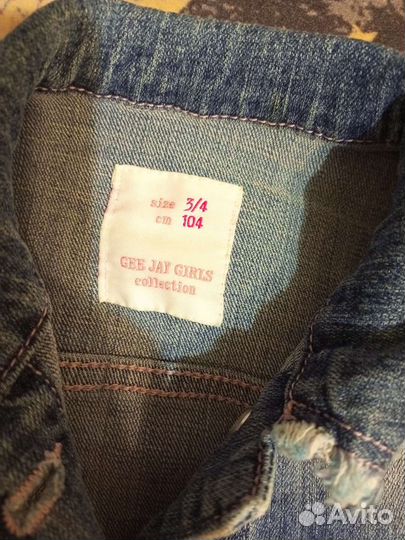 size 3/4
cm 104
GEE JAY GIRLS
collection
Avito